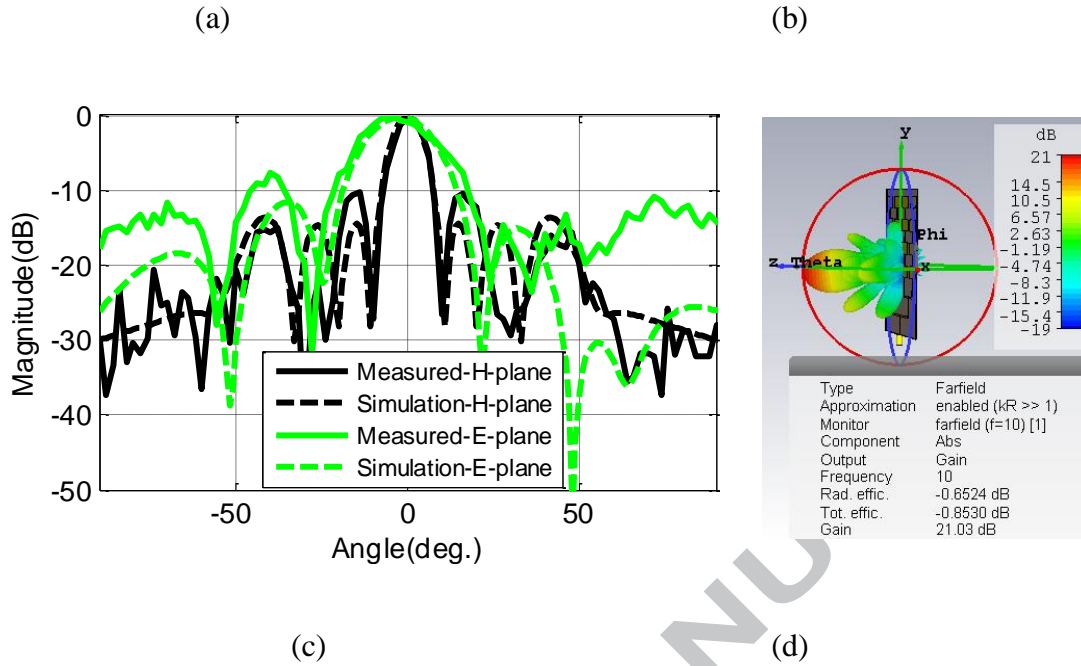 (a)
(b)
0
-10
-20
-30
-40
-50
Magnitude(dB)
-50
0
50
Angle(deg.)
Measured-H-plane
Simulation-H-plane
Measured-E-plane
Simulation-E-plane
y
Phi
z
Theta
x
dB
21
14.5
10.5
6.57
2.63
-1.19
-4.74
-8.3
-11.9
-15.4
-19
Type Farfield
Approximation enabled (kR >> 1)
Monitor farfield (f=10) [1]
Component Abs
Output Gain
Frequency 10
Rad. effic. -0.6524 dB
Tot. effic. -0.8530 dB
Gain 21.03 dB
NU
(c)
(d)